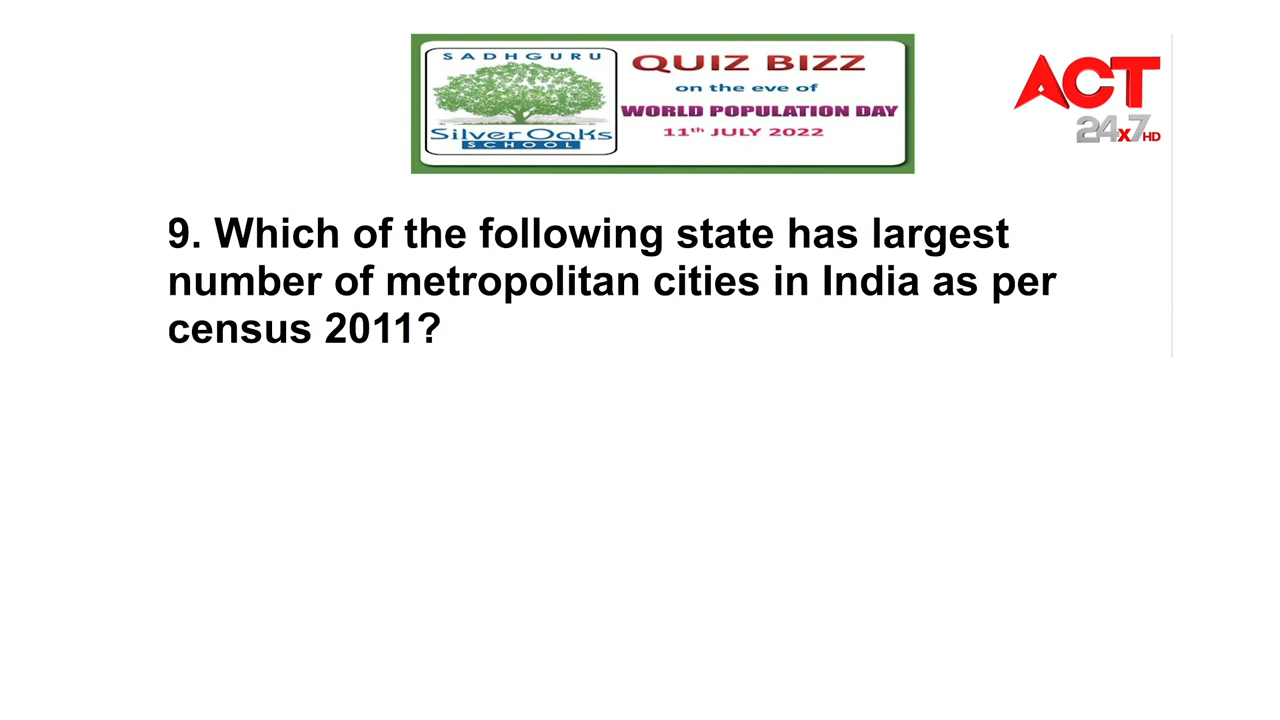 SADHGURU
Silver Oaks
SCHOOL
QUIZ BIZZ
on the eve of
WORLD POPULATION DAY
11th JULY 2022
ACT
24x7 HD
9. Which of the following state has largest
number of metropolitan cities in India as per
census 2011?